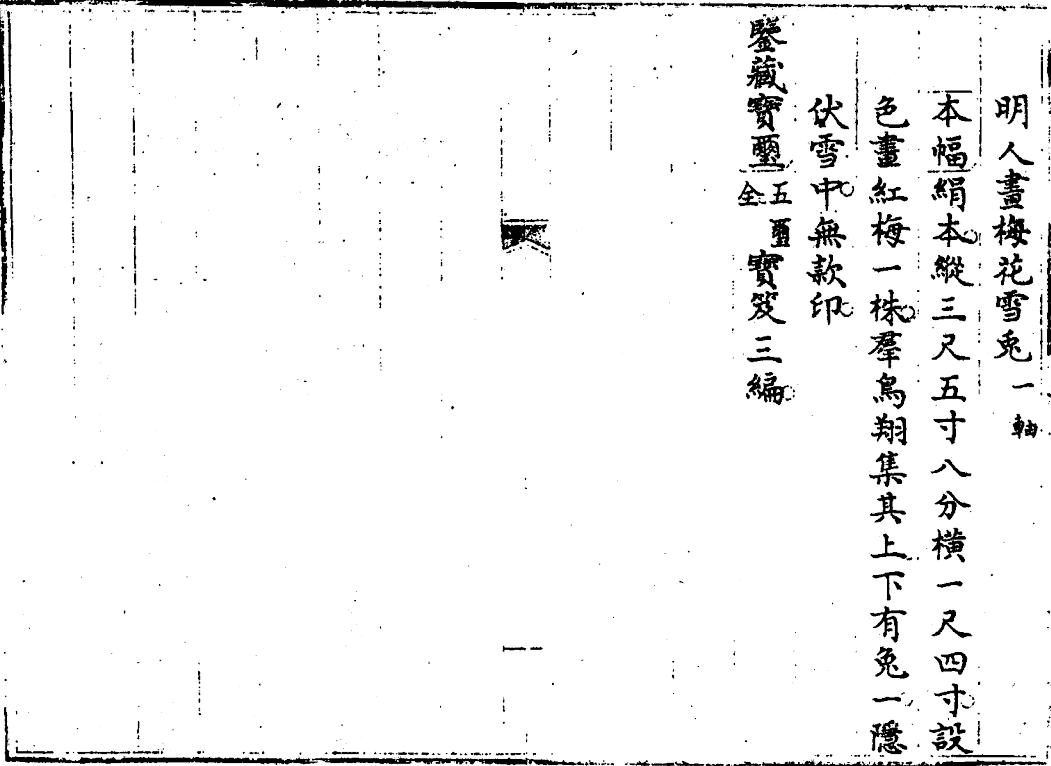 明人畫梅花雪兔一軸
本幅絹本縱三尺五寸八分橫一尺四寸設
色畫紅梅一株羣鳥翔集其上下有兔一隱
伏雪中無款印
鑒藏寶璽五璽全寶笈三編